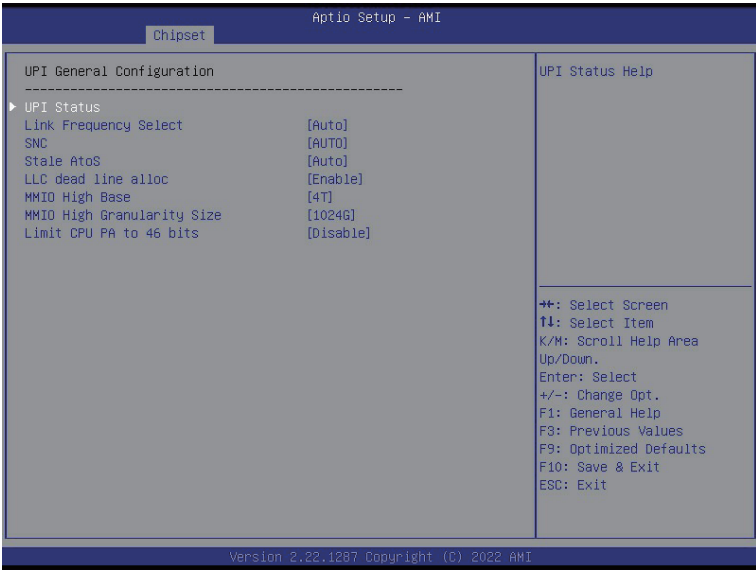 Aptio Setup – AMI
Chipset
UPI General Configuration
------------------------------------------------
UPI Status
Link Frequency Select [Auto]
SNC [AUTO]
Stale AtoS [Auto]
LLC dead line alloc [Enable]
MMIO High Base [4T]
MMIO High Granularity Size [1024G]
Limit CPU PA to 46 bits [Disable]
UPI Status Help
→←: Select Screen
↑↓: Select Item
K/M: Scroll Help Area
Up/Down.
Enter: Select
+/-: Change Opt.
F1: General Help
F3: Previous Values
F9: Optimized Defaults
F10: Save & Exit
ESC: Exit
Version 2.22.1287 Copyright (C) 2022 AMI